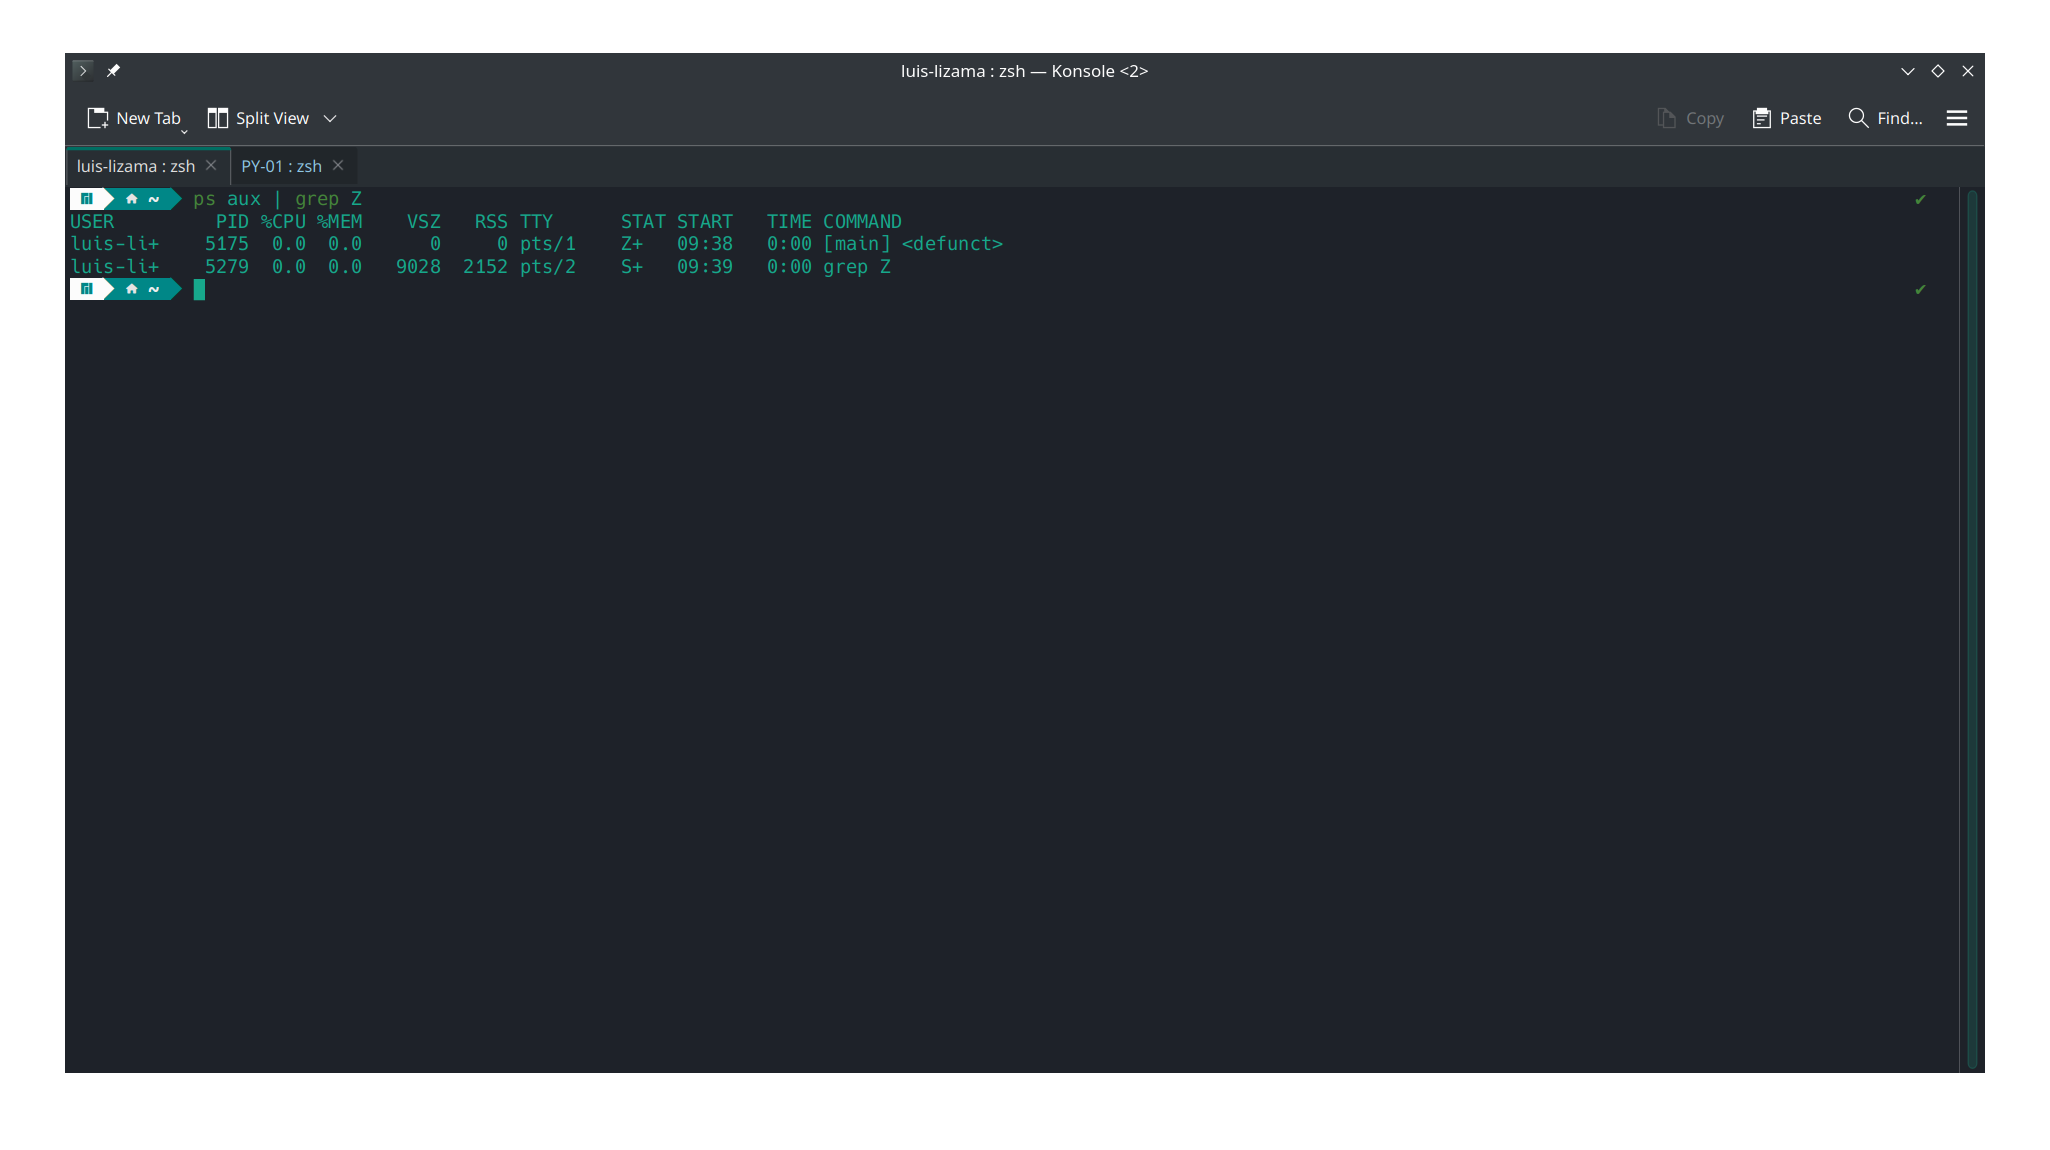 luis-lizama : zsh — Konsole <2>
New Tab Split View Copy Paste Find...
luis-lizama : zsh PY-01 : zsh
~ ps aux | grep Z ✔
USER         PID %CPU %MEM    VSZ   RSS TTY      STAT START   TIME COMMAND
luis-li+    5175  0.0  0.0      0     0 pts/1    Z+   09:38   0:00 [main] <defunct>
luis-li+    5279  0.0  0.0   9028  2152 pts/2    S+   09:39   0:00 grep Z
~ ✔